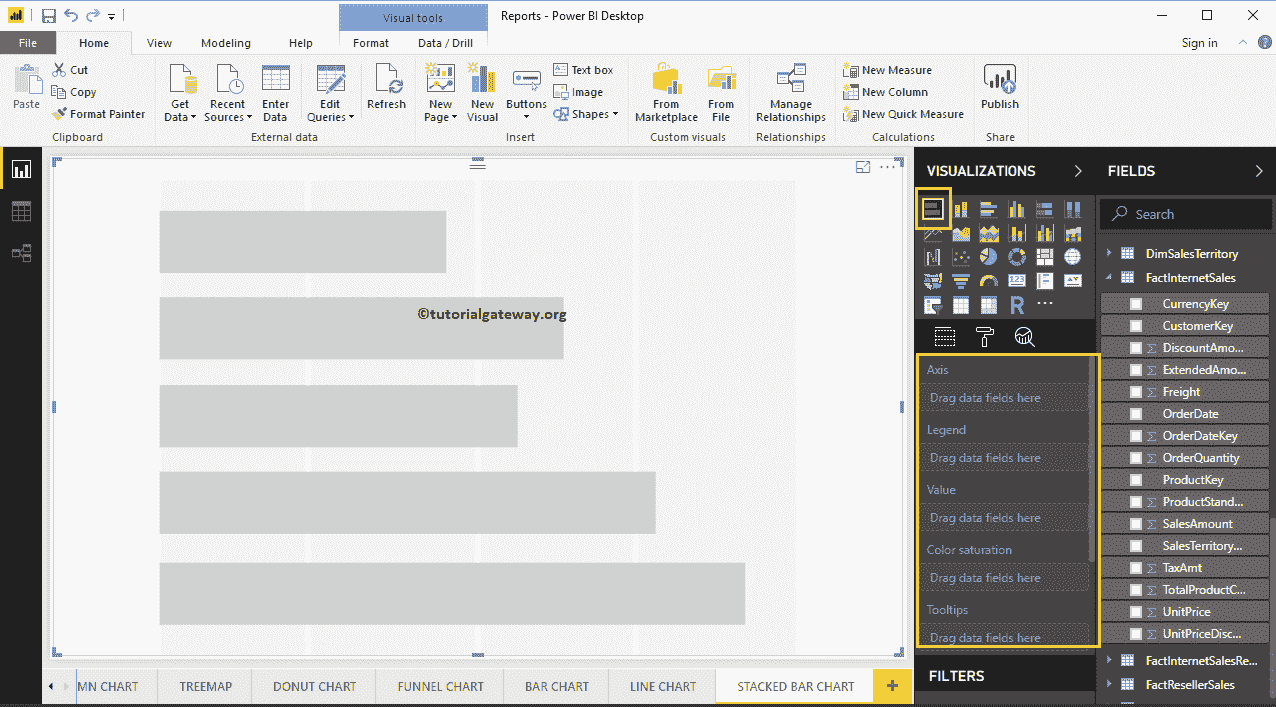 Visual tools
Reports - Power BI Desktop
File
Home
View
Modeling
Help
Format
Data / Drill
Sign in
Paste
Cut
Copy
Format Painter
Clipboard
Get Data
Recent Sources
Enter Data
Edit Queries
External data
Refresh
New Page
New Visual
Buttons
Text box
Image
Shapes
Insert
From Marketplace
From File
Custom visuals
Manage Relationships
Relationships
New Measure
New Column
New Quick Measure
Calculations
Publish
Share
©tutorialgateway.org
VISUALIZATIONS
123
R
Axis
Drag data fields here
Legend
Drag data fields here
Value
Drag data fields here
Color saturation
Drag data fields here
Tooltips
Drag data fields here
FILTERS
FIELDS
Search
DimSalesTerritory
FactInternetSales
CurrencyKey
CustomerKey
DiscountAmo...
ExtendedAmo...
Freight
OrderDate
OrderDateKey
OrderQuantity
ProductKey
ProductStand...
SalesAmount
SalesTerritory...
TaxAmt
TotalProductC...
UnitPrice
UnitPriceDisc...
FactInternetSalesRe...
FactResellerSales
MN CHART
TREEMAP
DONUT CHART
FUNNEL CHART
BAR CHART
LINE CHART
STACKED BAR CHART